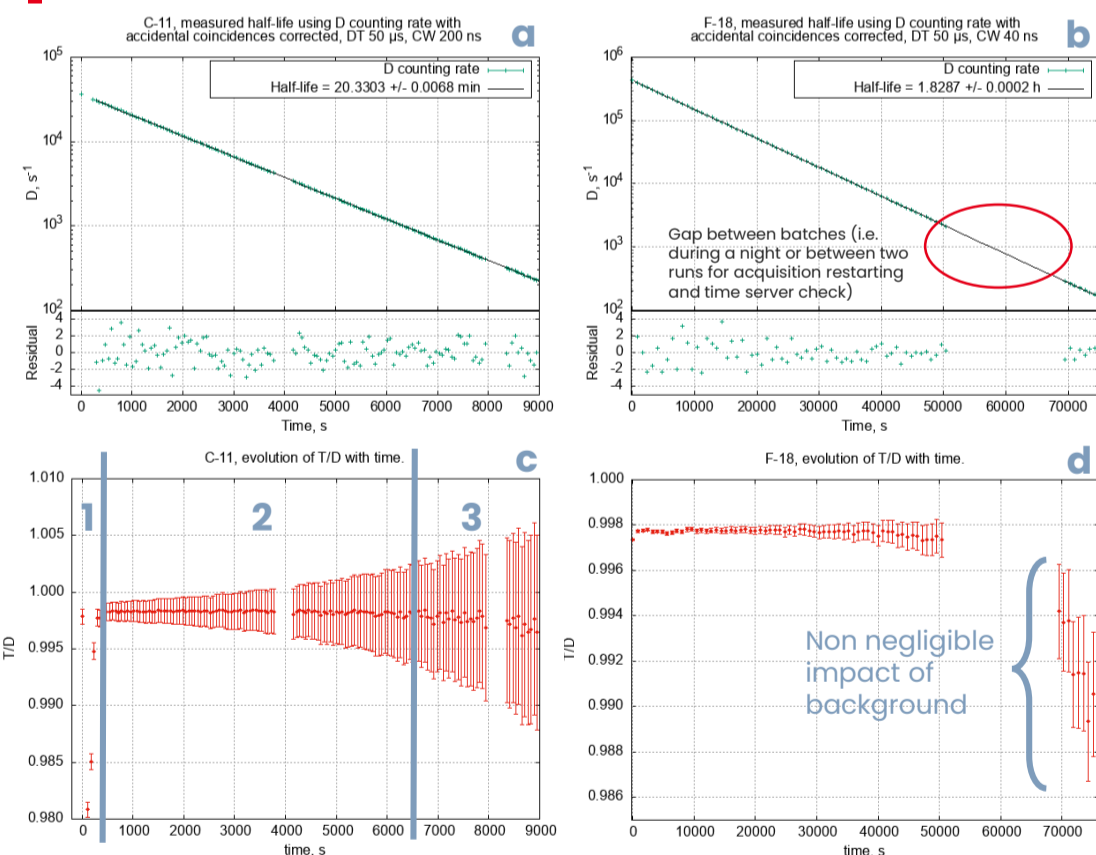 C-11, measured half-life using D counting rate with
accidental coincidences corrected, DT 50 µs, CW 200 ns
a
D counting rate
Half-life = 20.3303 +/- 0.0068 min
10^5
10^4
10^3
10^2
D, s^-1
4
2
0
-2
-4
Residual
0 1000 2000 3000 4000 5000 6000 7000 8000 9000
Time, s
F-18, measured half-life using D counting rate with
accidental coincidences corrected, DT 50 µs, CW 40 ns
b
D counting rate
Half-life = 1.8287 +/- 0.0002 h
10^6
10^5
10^4
10^3
10^2
D, s^-1
Gap between batches (i.e.
during a night or between two
runs for acquisition restarting
and time server check)
4
2
0
-2
-4
Residual
0 10000 20000 30000 40000 50000 60000 70000
Time, s
C-11, evolution of T/D with time.
c
1 2 3
1.010
1.005
1.000
0.995
0.990
0.985
0.980
T/D
0 1000 2000 3000 4000 5000 6000 7000 8000 9000
time, s
F-18, evolution of T/D with time.
d
1.000
0.998
0.996
0.994
0.992
0.990
0.988
0.986
T/D
Non negligible
impact of
background
0 10000 20000 30000 40000 50000 60000 70000
time, s